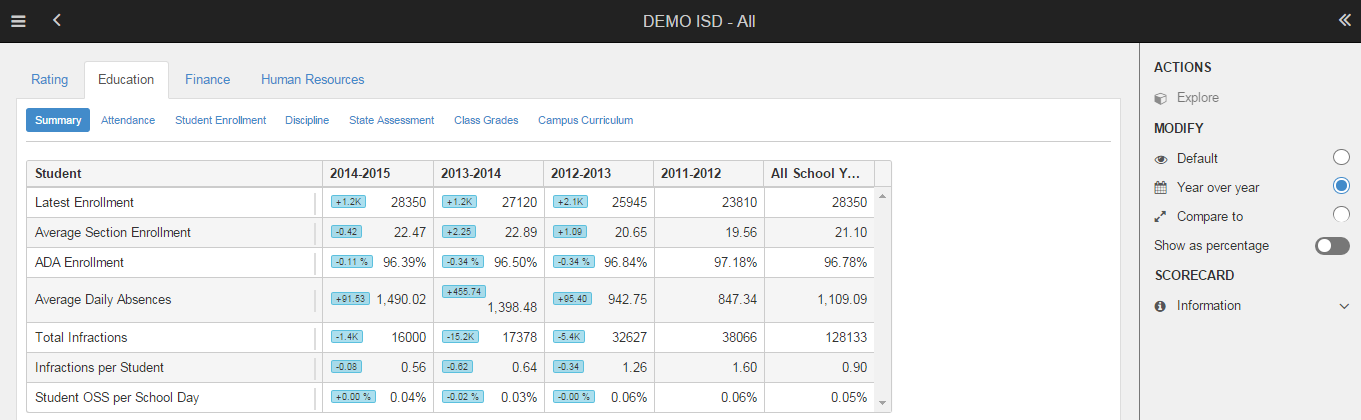 DEMO ISD - All
Rating Education Finance Human Resources
Summary Attendance Student Enrollment Discipline State Assessment Class Grades Campus Curriculum
Student 2014-2015 2013-2014 2012-2013 2011-2012 All School Y...
Latest Enrollment +1.2K 28350 +1.2K 27120 +2.1K 25945 23810 28350
Average Section Enrollment -0.42 22.47 +2.25 22.89 +1.09 20.65 19.56 21.10
ADA Enrollment -0.11 % 96.39% -0.34 % 96.50% -0.34 % 96.84% 97.18% 96.78%
Average Daily Absences +91.53 1,490.02 +455.74 1,398.48 +95.40 942.75 847.34 1,109.09
Total Infractions -1.4K 16000 -15.2K 17378 -5.4K 32627 38066 128133
Infractions per Student -0.08 0.56 -0.62 0.64 -0.34 1.26 1.60 0.90
Student OSS per School Day +0.00 % 0.04% -0.02 % 0.03% -0.00 % 0.06% 0.06% 0.05%
ACTIONS
Explore
MODIFY
Default
Year over year
Compare to
Show as percentage
SCORECARD
Information